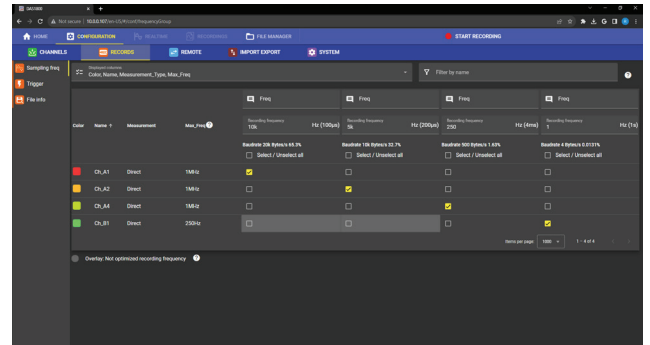 DAS1800
Not secure | 10.0.0.107/en-US/#/conf/frequencyGroup
HOME CONFIGURATION REALTIME RECORDINGS FILE MANAGER START RECORDING
CHANNELS RECORDS REMOTE IMPORT EXPORT SYSTEM
Sampling freq
Trigger
File info
Displayed columns
Color, Name, Measurement_Type, Max_Freq
Filter by name
Freq Freq Freq Freq
Color Name ↑ Measurement Max_Freq
Recording frequency Recording frequency Recording frequency Recording frequency
10k Hz (100µs) 5k Hz (200µs) 250 Hz (4ms) 1 Hz (1s)
Baudrate 20k Bytes/s 65.3% Baudrate 10k Bytes/s 32.7% Baudrate 500 Bytes/s 1.63% Baudrate 4 Bytes/s 0.0131%
Select / Unselect all Select / Unselect all Select / Unselect all Select / Unselect all
Ch_A1 Direct 1MHz
Ch_A2 Direct 1MHz
Ch_A4 Direct 1MHz
Ch_B1 Direct 250Hz
Items per page: 1000 1 – 4 of 4
Overlay: Not optimized recording frequency